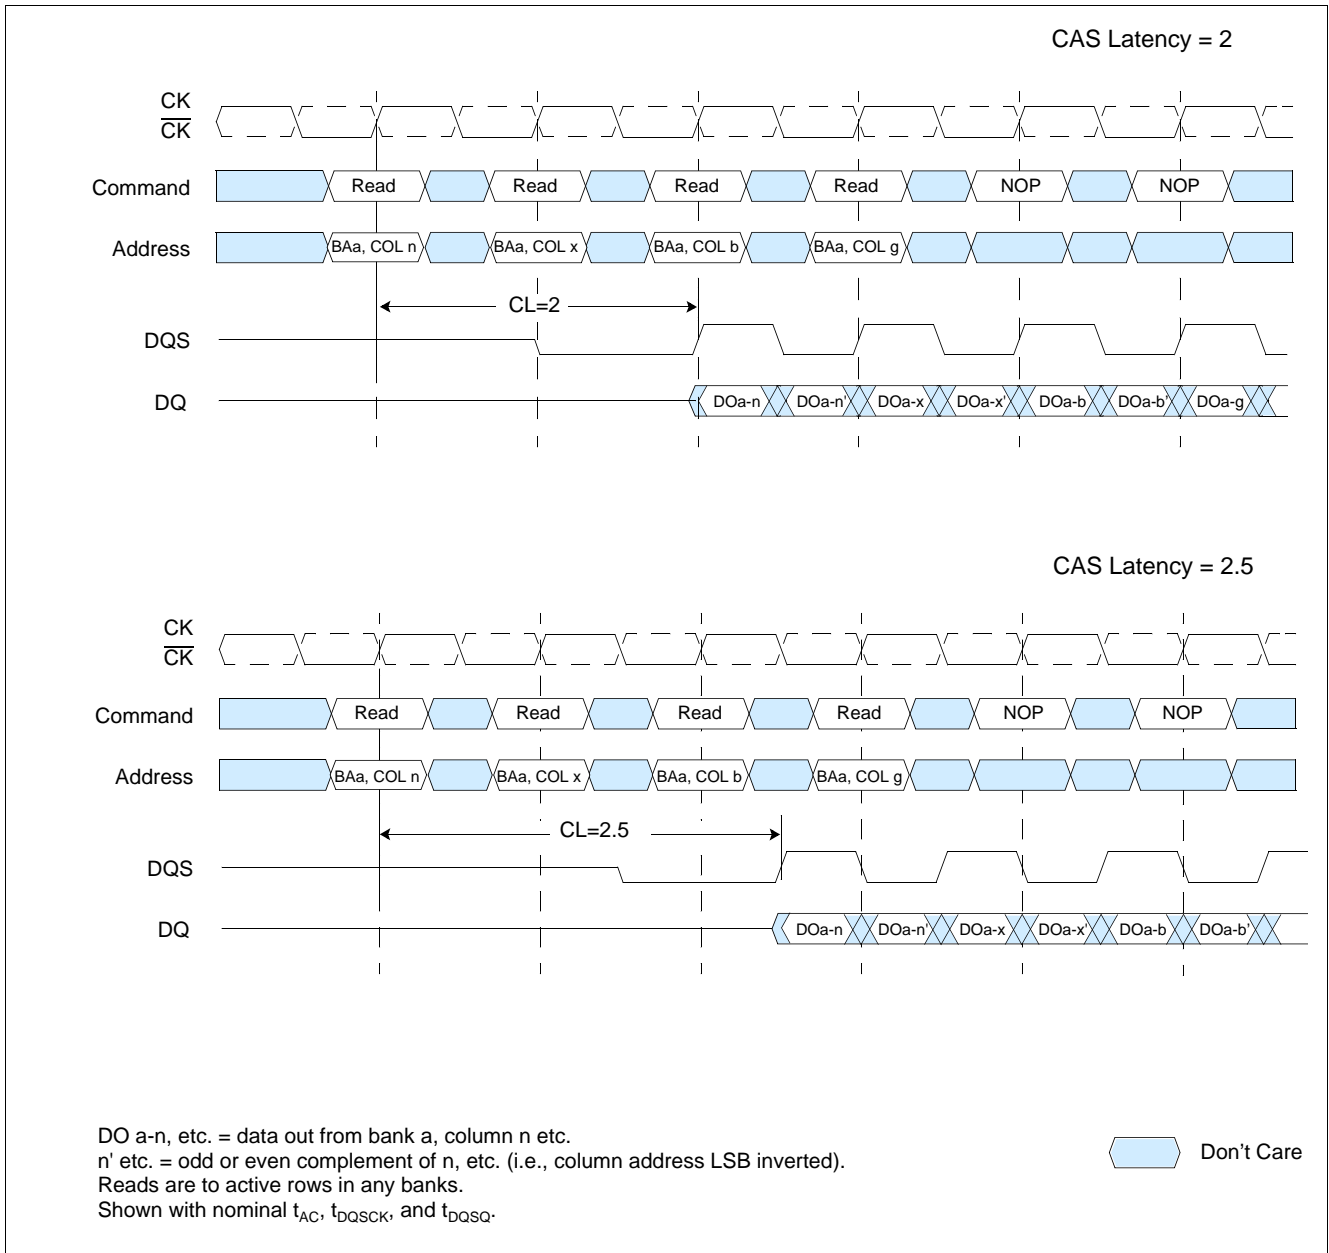 CAS Latency = 2
CK
CK
Command
Read
Read
Read
Read
NOP
NOP
Address
BAa, COL n
BAa, COL x
BAa, COL b
BAa, COL g
CL=2
DQS
DQ
DOa-n
DOa-n'
DOa-x
DOa-x'
DOa-b
DOa-b'
DOa-g
CAS Latency = 2.5
CK
CK
Command
Read
Read
Read
Read
NOP
NOP
Address
BAa, COL n
BAa, COL x
BAa, COL b
BAa, COL g
CL=2.5
DQS
DQ
DOa-n
DOa-n'
DOa-x
DOa-x'
DOa-b
DOa-b'
DO a-n, etc. = data out from bank a, column n etc.
n' etc. = odd or even complement of n, etc. (i.e., column address LSB inverted).
Reads are to active rows in any banks.
Shown with nominal tAC, tDQSCK, and tDQSQ.
Don't Care